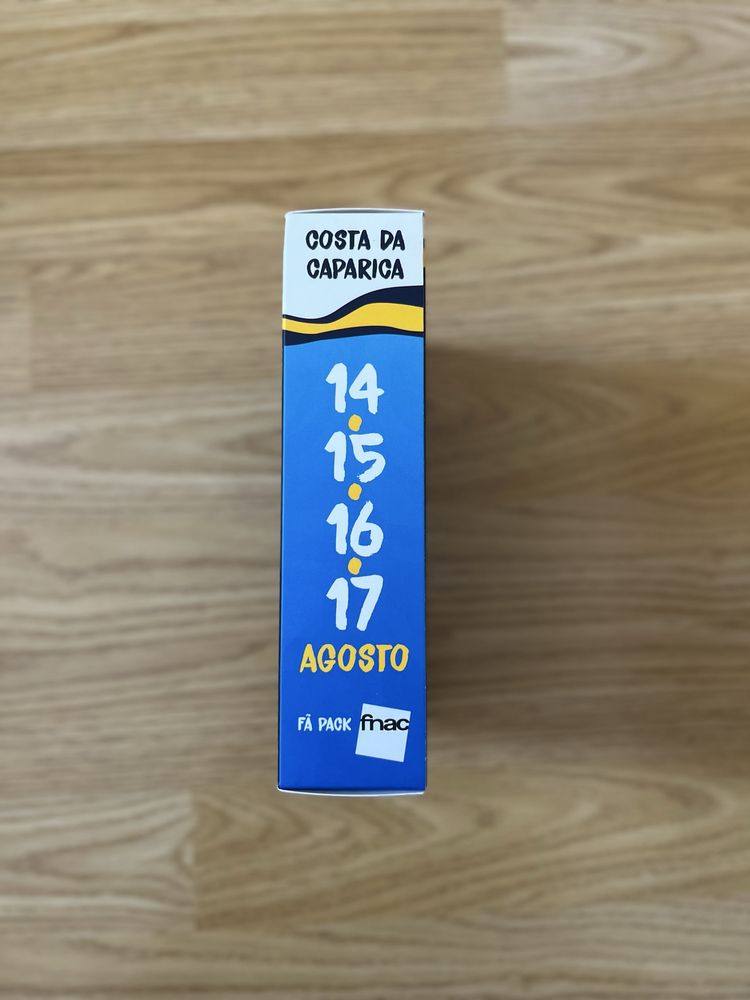 COSTA DA
CAPARICA
14
15
16
17
AGOSTO
FÃ PACK fnac